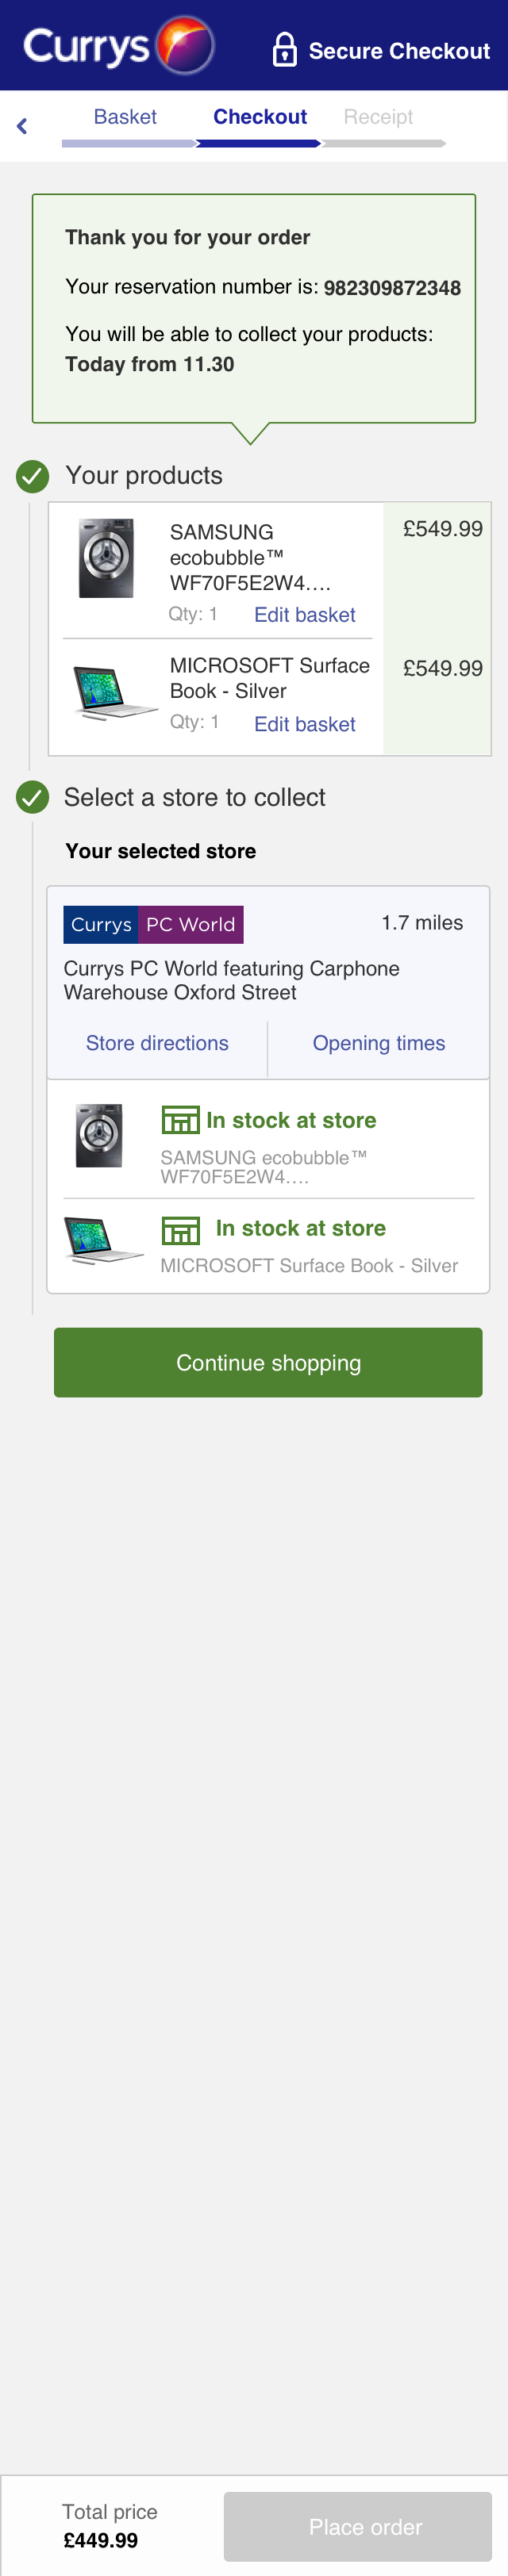 Currys
Secure Checkout
Basket
Checkout
Receipt
Thank you for your order
Your reservation number is: 982309872348
You will be able to collect your products:
Today from 11.30
Your products
SAMSUNG
ecobubble™
WF70F5E2W4....
£549.99
Qty: 1
Edit basket
MICROSOFT Surface
Book - Silver
£549.99
Qty: 1
Edit basket
Select a store to collect
Your selected store
Currys PC World
1.7 miles
Currys PC World featuring Carphone
Warehouse Oxford Street
Store directions
Opening times
In stock at store
SAMSUNG ecobubble™
WF70F5E2W4....
In stock at store
MICROSOFT Surface Book - Silver
Continue shopping
Total price
£449.99
Place order